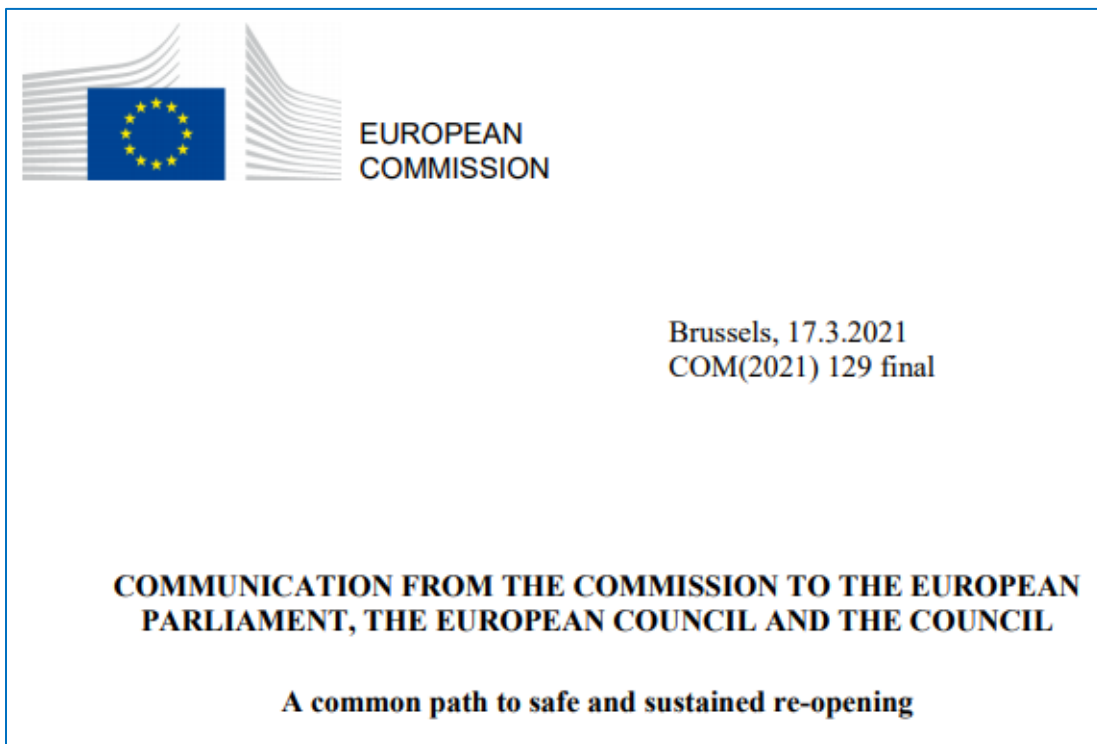 EUROPEAN
COMMISSION
Brussels, 17.3.2021
COM(2021) 129 final
COMMUNICATION FROM THE COMMISSION TO THE EUROPEAN
PARLIAMENT, THE EUROPEAN COUNCIL AND THE COUNCIL
A common path to safe and sustained re-opening